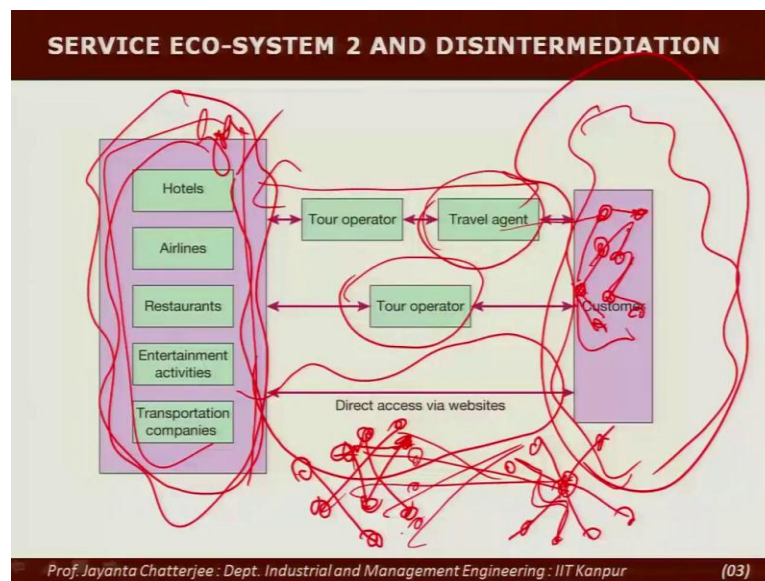 SERVICE ECO-SYSTEM 2 AND DISINTERMEDIATION
Hotels
Airlines
Restaurants
Entertainment
activities
Transportation
companies
Tour operator
Travel agent
Tour operator
Direct access via websites
Customer
Prof. Jayanta Chatterjee : Dept. Industrial and Management Engineering : IIT Kanpur
(03)